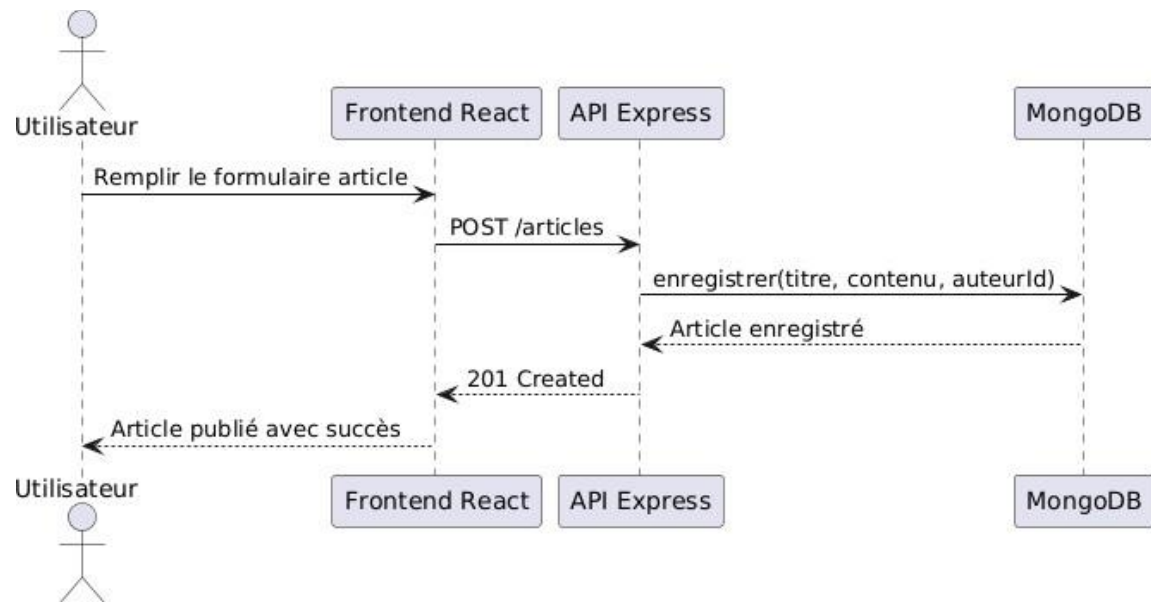 Utilisateur
Frontend React
API Express
MongoDB
Remplir le formulaire article
POST /articles
enregistrer(titre, contenu, auteurId)
Article enregistré
201 Created
Article publié avec succès
Utilisateur
Frontend React
API Express
MongoDB